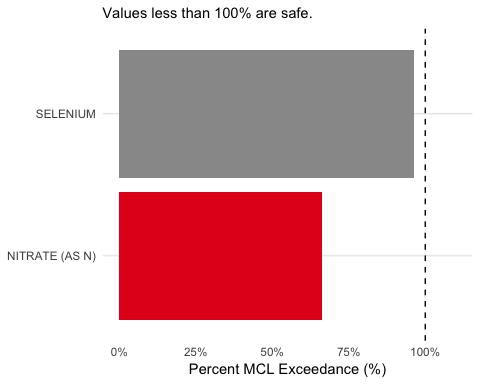 Values less than 100% are safe.
SELENIUM
NITRATE (AS N)
0% 25% 50% 75% 100%
Percent MCL Exceedance (%)